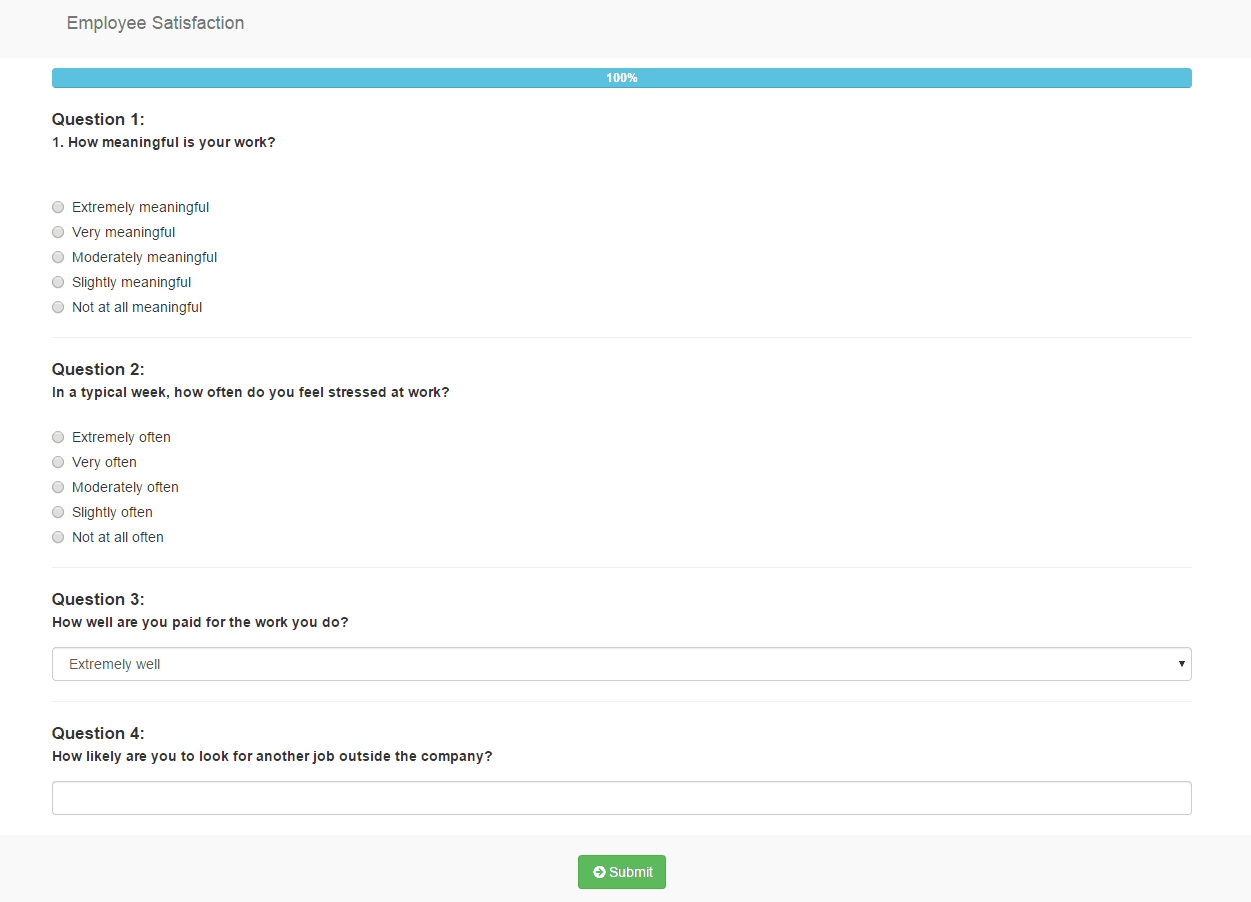 Employee Satisfaction
100%
Question 1:
1. How meaningful is your work?
Extremely meaningful
Very meaningful
Moderately meaningful
Slightly meaningful
Not at all meaningful
Question 2:
In a typical week, how often do you feel stressed at work?
Extremely often
Very often
Moderately often
Slightly often
Not at all often
Question 3:
How well are you paid for the work you do?
Extremely well
Question 4:
How likely are you to look for another job outside the company?
Submit